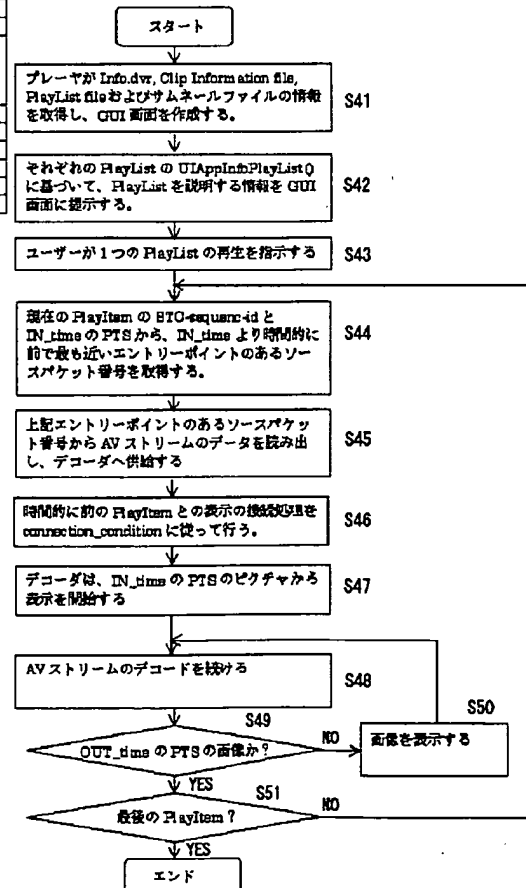 スタート
プレーヤが Info.dvr, Clip Information file,
PlayList fileおよびサムネールファイルの情報
を取得し、GUI 画面を作成する。
S41
それぞれの PlayList の UIAppInfoPlayList()
に基づいて、PlayList を説明する情報を GUI
画面に提示する。
S42
ユーザーが1つの PlayList の再生を指示する
S43
現在の PlayItem の STC-sequenc-id と
IN_time の PTS から、IN_time より時間的に
前で最も近いエントリーポイントのあるソー
スパケット番号を取得する。
S44
上記エントリーポイントのあるソースパケッ
ト番号から AV ストリームのデータを読み出
し、デコーダへ供給する
S45
時間的に前の PlayItem との表示の接続処理を
connection_condition に従って行う。
S46
デコーダは、IN_time の PTS のピクチャから
表示を開始する
S47
AV ストリームのデコードを続ける
S48
S49
OUT_time の PTS の画像か?
NO
S50
画像を表示する
YES
S51
最後の PlayItem ?
NO
YES
エンド